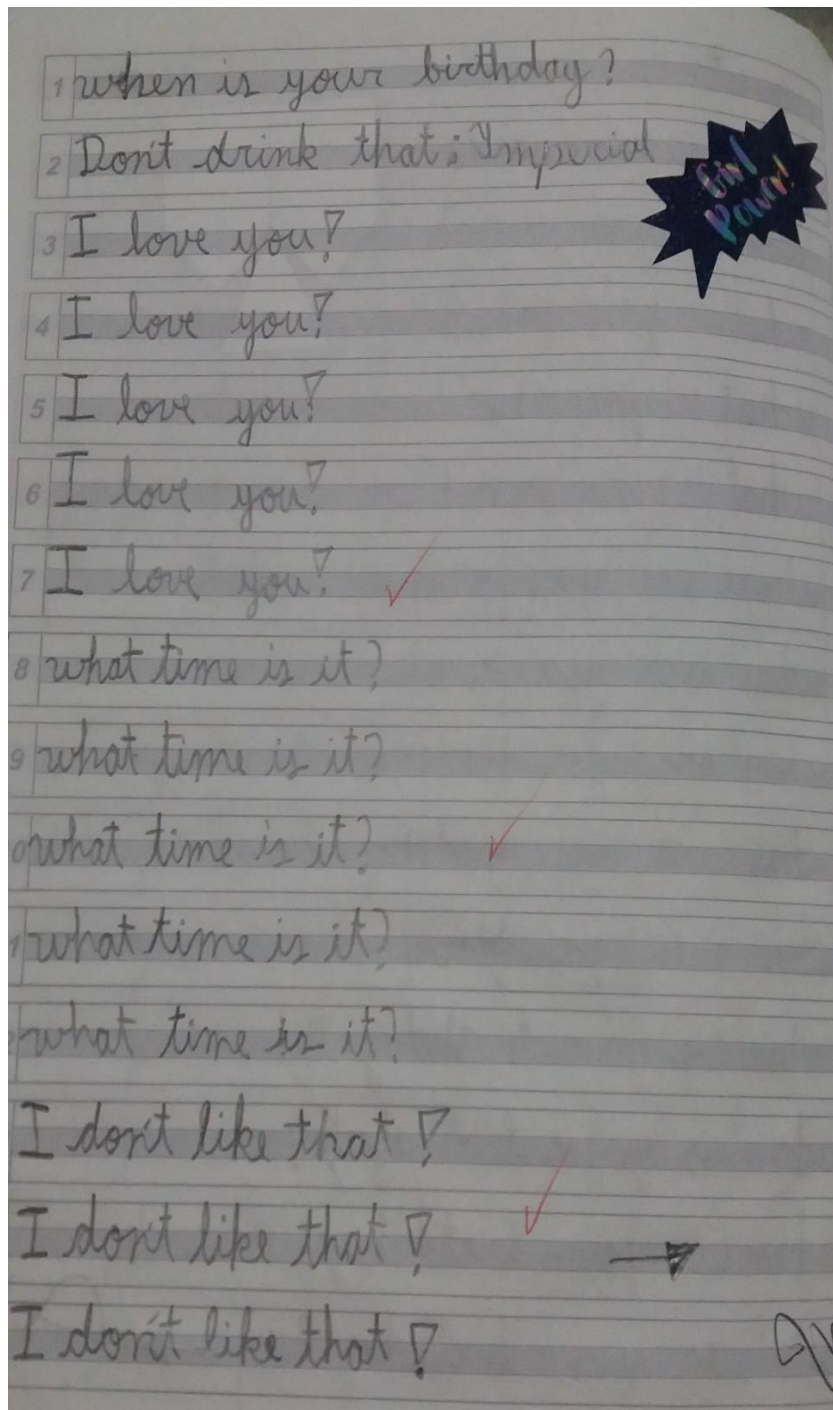 1 when is your birthday?
2 Don't drink that; Imperial
Girl
Power!
3 I love you!
4 I love you!
5 I love you!
6 I love you!
7 I love you!
8 what time is it?
9 what time is it?
what time is it?
what time is it?
what time is it?
I don't like that!
I don't like that!
I don't like that!